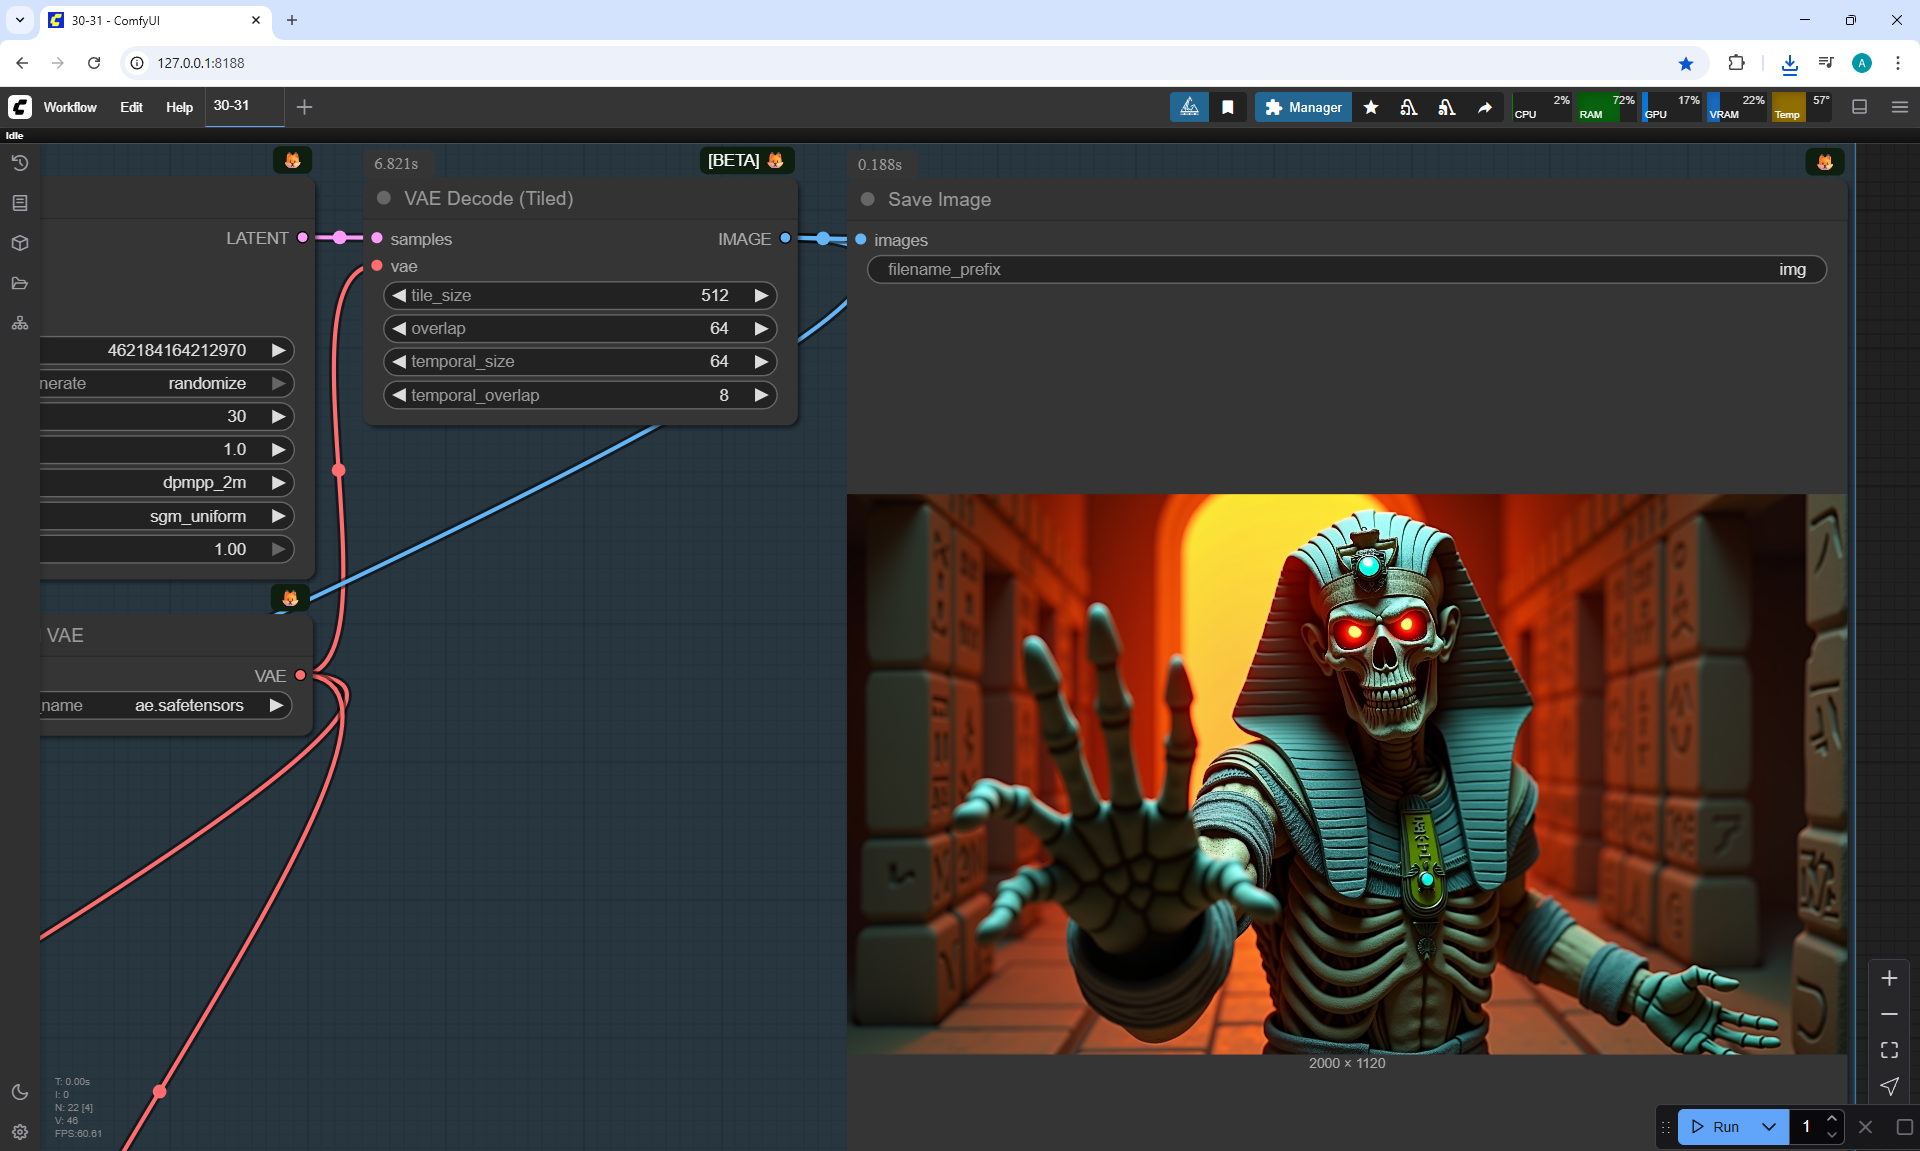 30-31 - ComfyUI
127.0.0.1:8188
A
Workflow Edit Help 30-31
Manager
CPU 2% RAM 72% GPU 17% VRAM 22% Temp 57°
Idle
6.821s
[BETA]
0.188s
VAE Decode (Tiled)
Save Image
LATENT
samples
IMAGE
images
vae
filename_prefix img
tile_size 512
overlap 64
temporal_size 64
temporal_overlap 8
462184164212970
nerate randomize
30
1.0
dpmpp_2m
sgm_uniform
1.00
VAE
VAE
name ae.safetensors
2000 × 1120
T: 0.00s
I: 0
N: 22 [4]
V: 46
FPS:60.61
Run 1